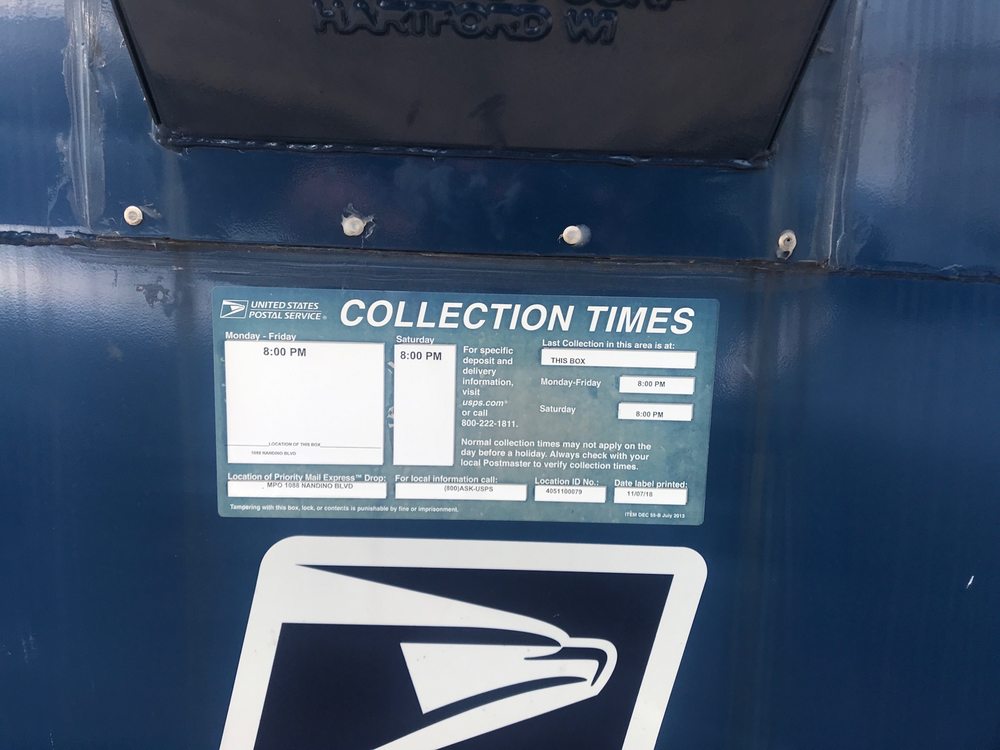 HARTFORD WI
UNITED STATES
POSTAL SERVICE®
COLLECTION TIMES
Monday - Friday
8:00 PM
LOCATION OF THIS BOX
1088 NANDINO BLVD
Saturday
8:00 PM
For specific
deposit and
delivery
information,
visit
usps.com®
or call
800-222-1811.
Last Collection in this area is at:
THIS BOX
Monday-Friday
8:00 PM
Saturday
8:00 PM
Normal collection times may not apply on the
day before a holiday. Always check with your
local Postmaster to verify collection times.
Location of Priority Mail Express™ Drop:
MPO 1088 NANDINO BLVD
For local information call:
(800)ASK-USPS
Location ID No.:
4051100079
Date label printed:
11/07/18
Tampering with this box, lock, or contents is punishable by fine or imprisonment.
ITEM DEC 55-B July 2013